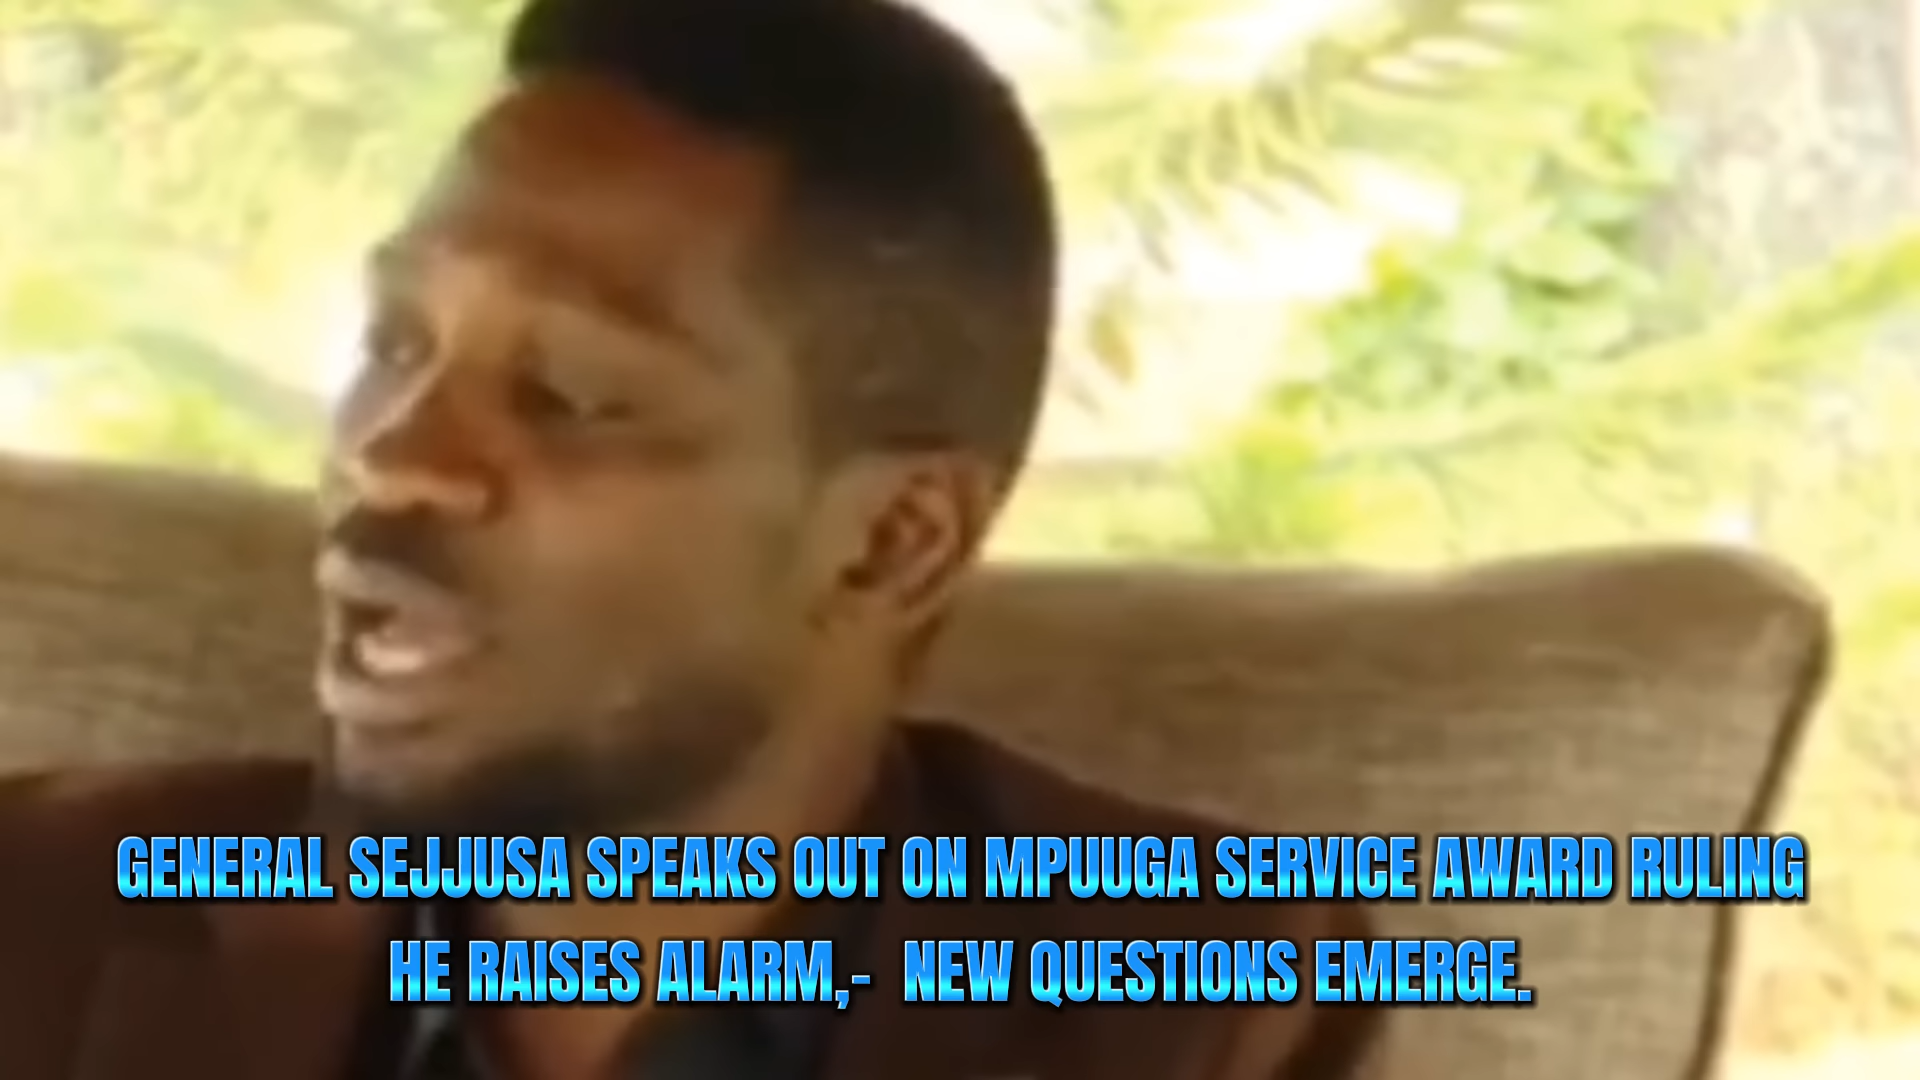 GENERAL SEJJUSA SPEAKS OUT ON MPUUGA SERVICE AWARD RULING
HE RAISES ALARM,- NEW QUESTIONS EMERGE.